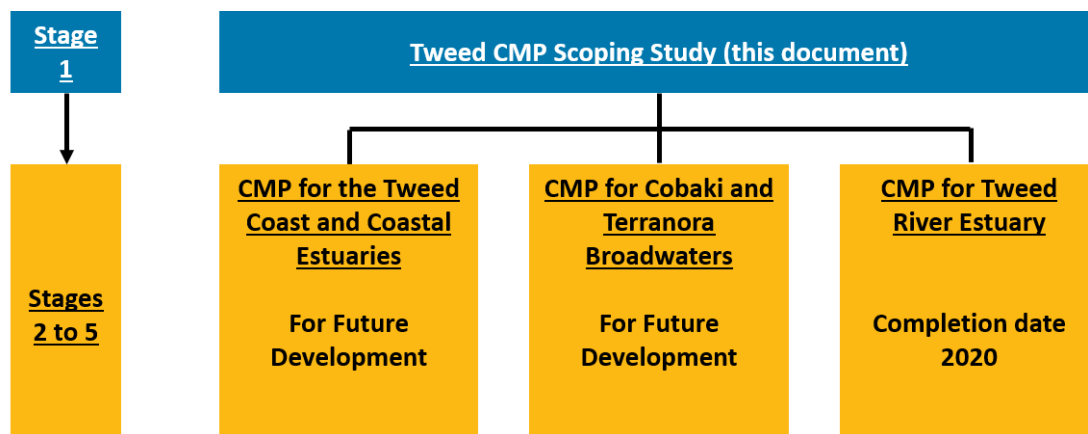 Stage
1
Tweed CMP Scoping Study (this document)
Stages
2 to 5
CMP for the Tweed
Coast and Coastal
Estuaries
For Future
Development
CMP for Cobaki and
Terranora
Broadwaters
For Future
Development
CMP for Tweed
River Estuary
Completion date
2020